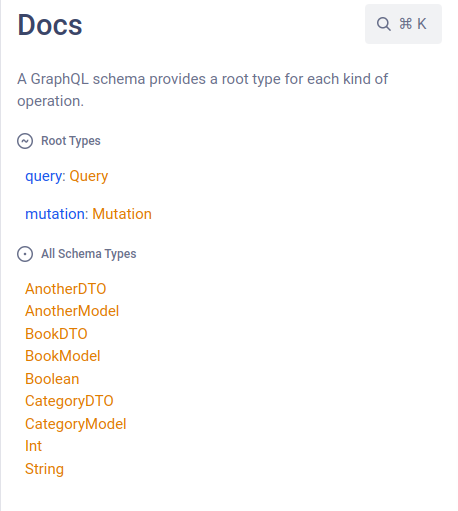 Docs
⌘ K
A GraphQL schema provides a root type for each kind of
operation.
Root Types
query: Query
mutation: Mutation
All Schema Types
AnotherDTO
AnotherModel
BookDTO
BookModel
Boolean
CategoryDTO
CategoryModel
Int
String